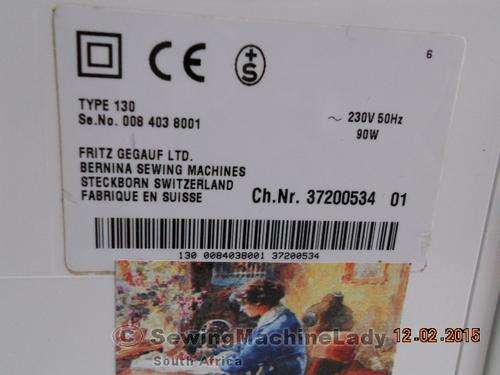 CE
+S
6
TYPE 130
Se.No. 008 403 8001
~ 230V 50Hz
90W
FRITZ GEGAUF LTD.
BERNINA SEWING MACHINES
STECKBORN SWITZERLAND
FABRIQUE EN SUISSE
Ch.Nr. 37200534 01
130 0084038001 37200534
© SewingMachineLady
South Africa
12.02.2015